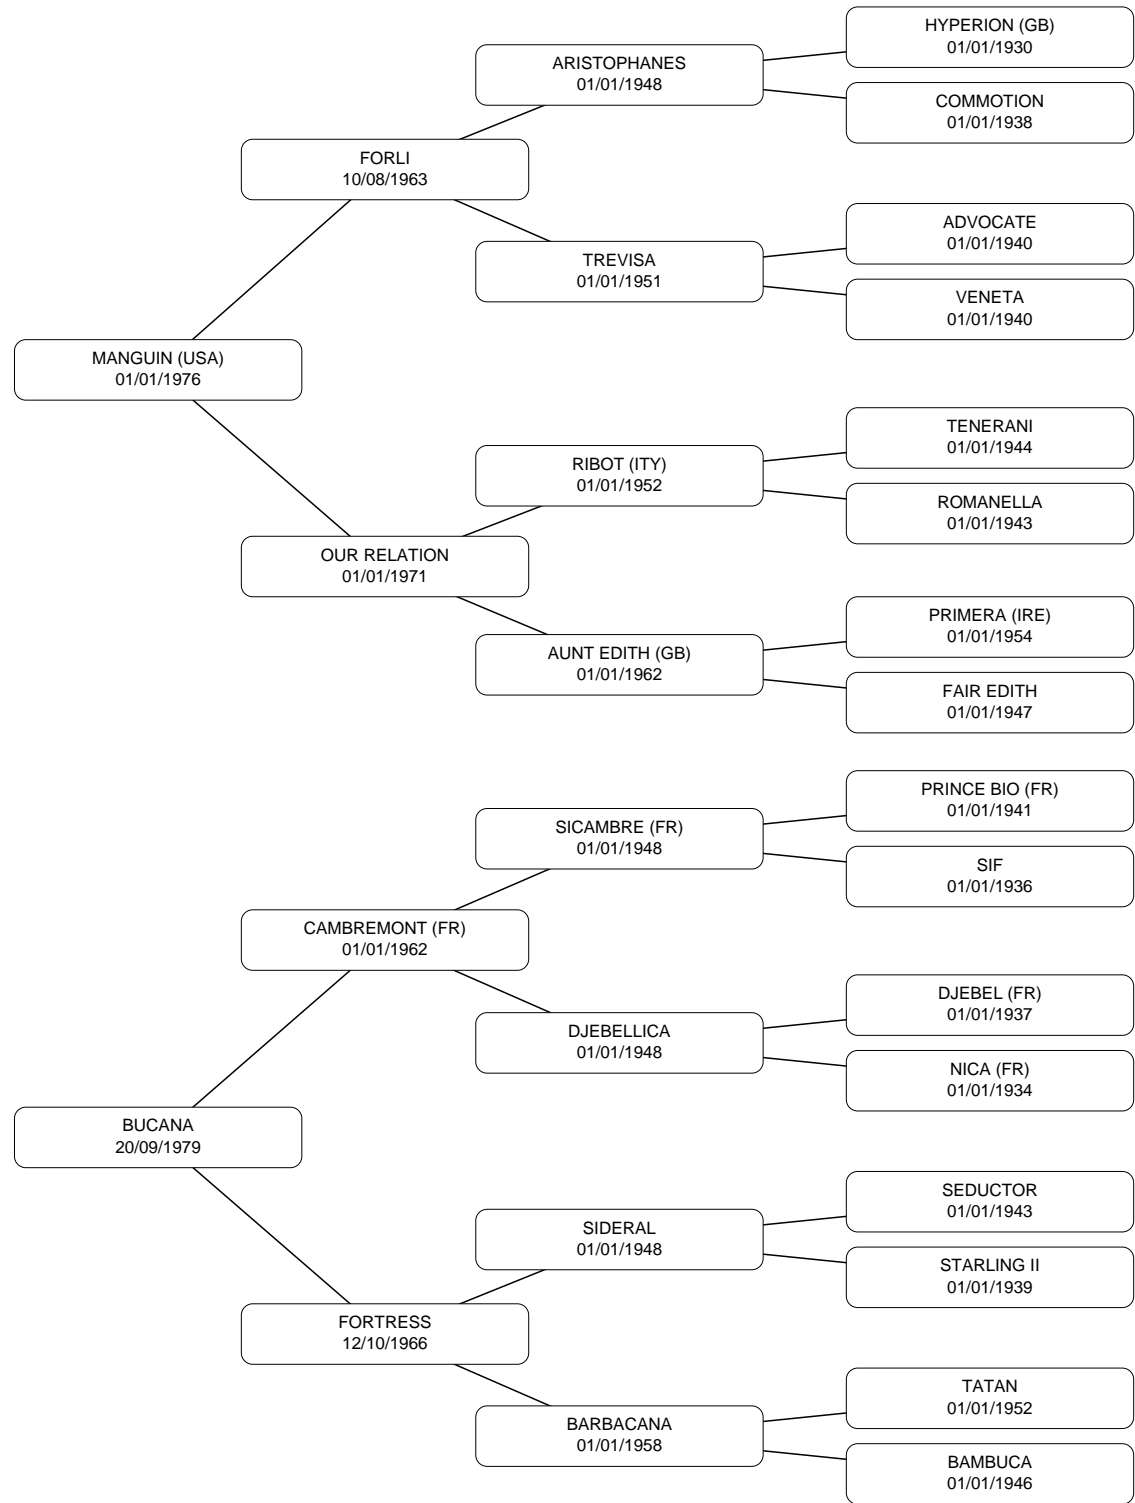 HYPERION (GB)
01/01/1930
ARISTOPHANES
01/01/1948
COMMOTION
01/01/1938
FORLI
10/08/1963
ADVOCATE
01/01/1940
TREVISA
01/01/1951
VENETA
01/01/1940
MANGUIN (USA)
01/01/1976
TENERANI
01/01/1944
RIBOT (ITY)
01/01/1952
ROMANELLA
01/01/1943
OUR RELATION
01/01/1971
PRIMERA (IRE)
01/01/1954
AUNT EDITH (GB)
01/01/1962
FAIR EDITH
01/01/1947
PRINCE BIO (FR)
01/01/1941
SICAMBRE (FR)
01/01/1948
SIF
01/01/1936
CAMBREMONT (FR)
01/01/1962
DJEBEL (FR)
01/01/1937
DJEBELLICA
01/01/1948
NICA (FR)
01/01/1934
BUCANA
20/09/1979
SEDUCTOR
01/01/1943
SIDERAL
01/01/1948
STARLING II
01/01/1939
FORTRESS
12/10/1966
TATAN
01/01/1952
BARBACANA
01/01/1958
BAMBUCA
01/01/1946